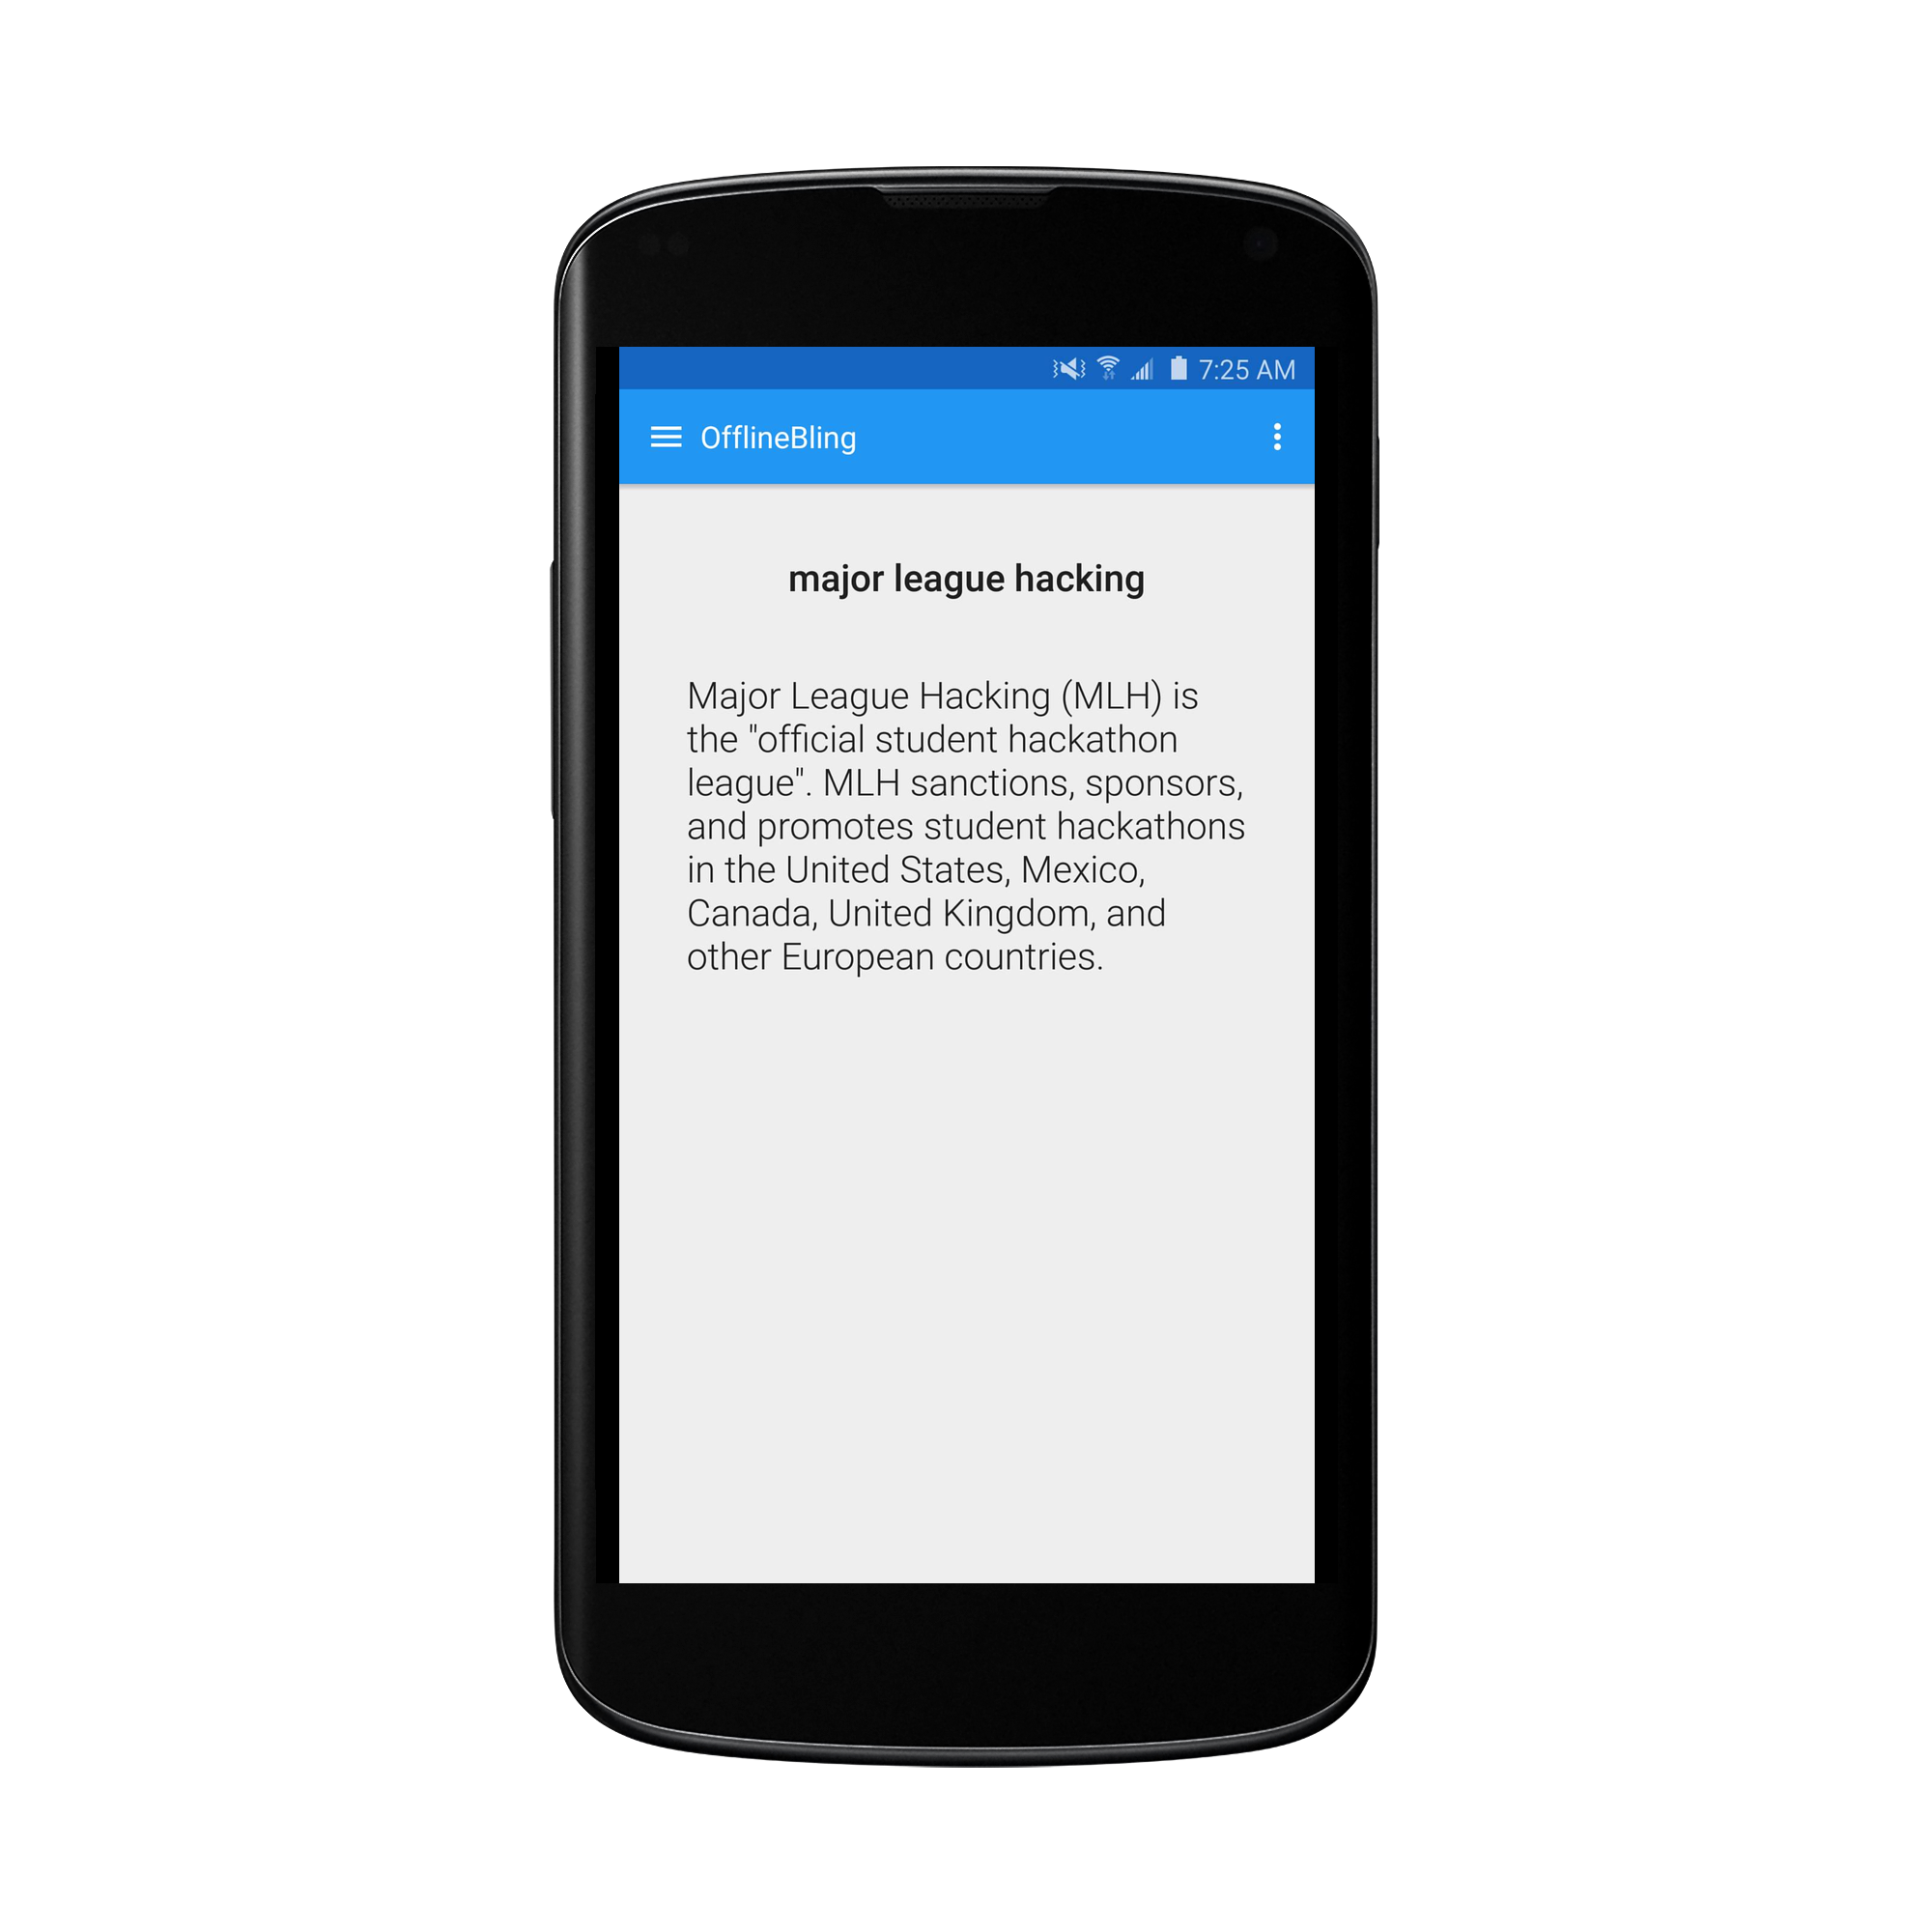 7:25 AM
OfflineBling
major league hacking
Major League Hacking (MLH) is
the "official student hackathon
league". MLH sanctions, sponsors,
and promotes student hackathons
in the United States, Mexico,
Canada, United Kingdom, and
other European countries.